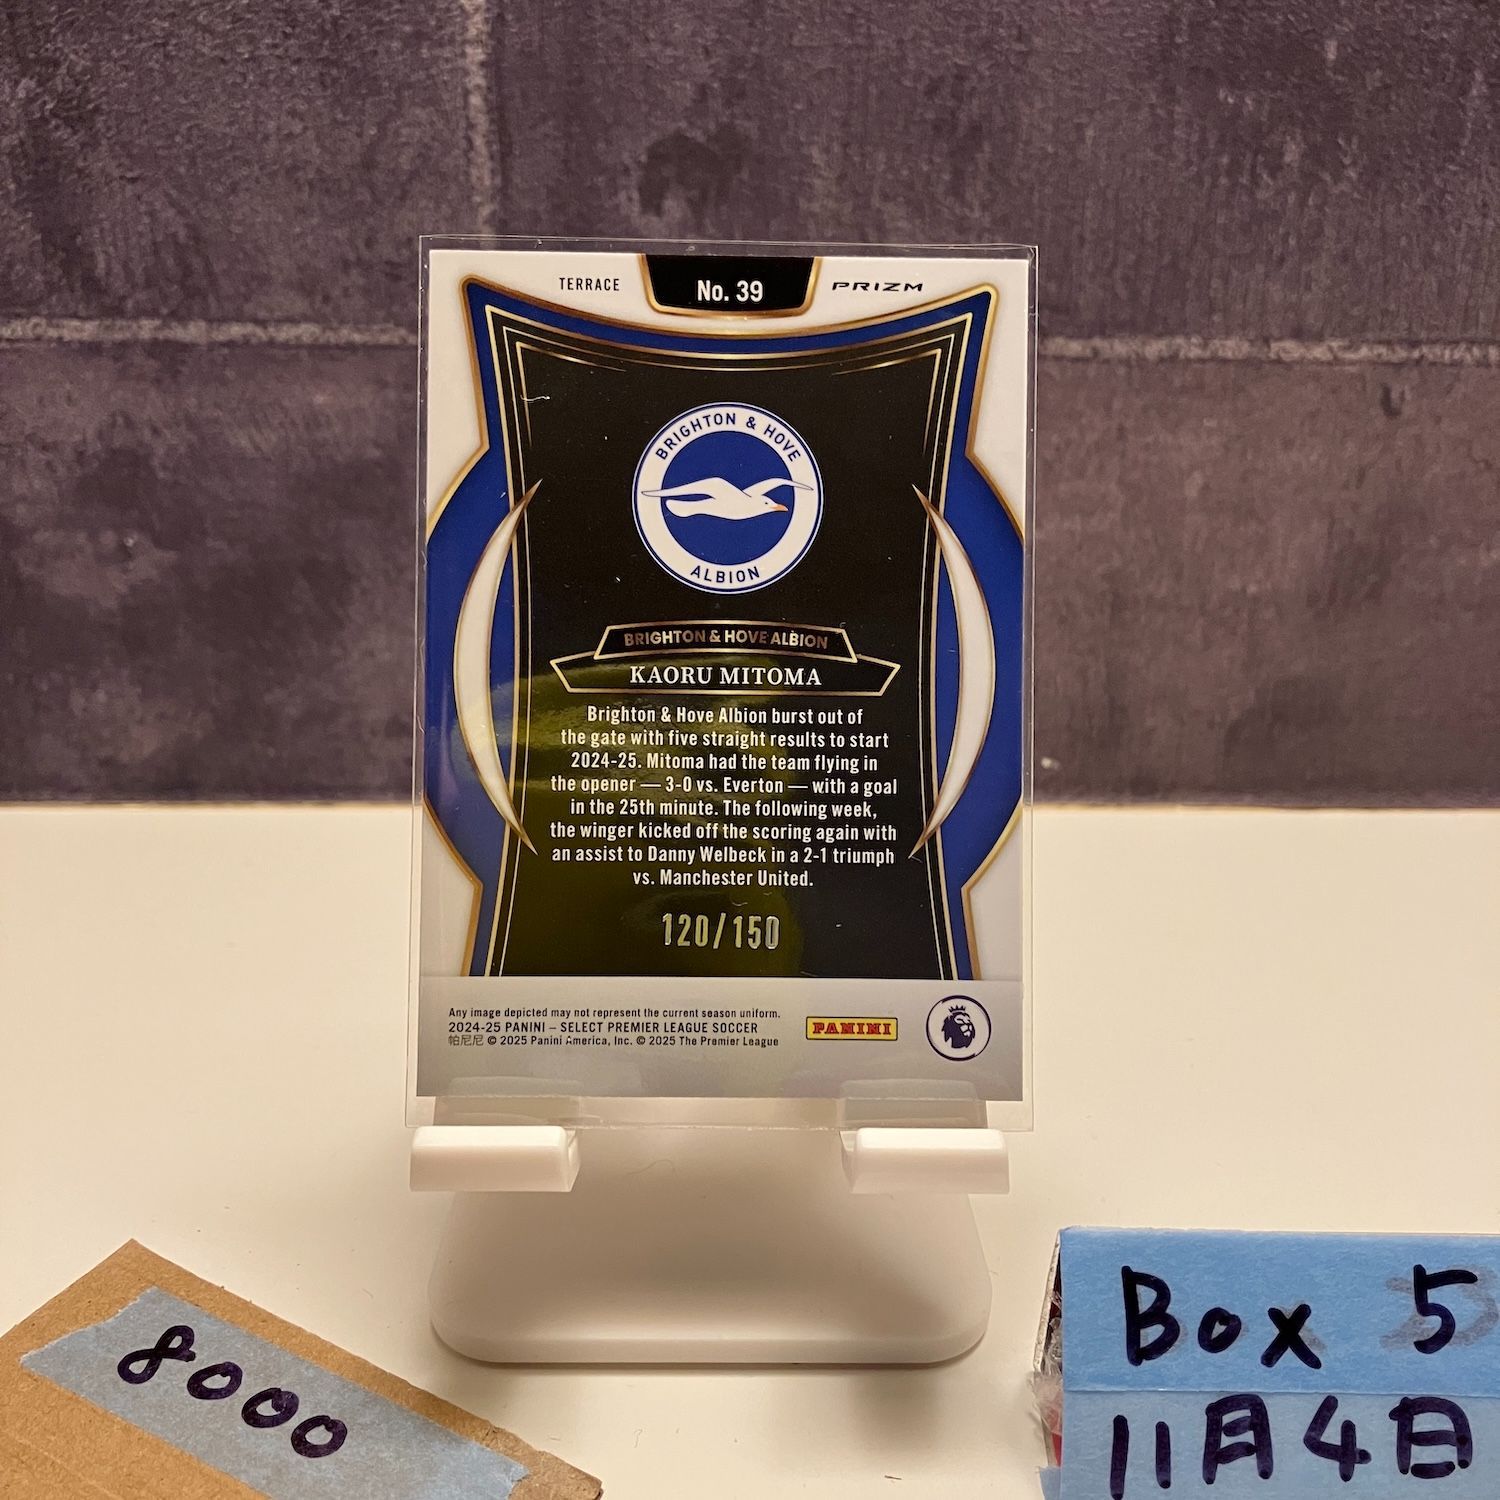 TERRACE
No. 39
PRIZM
BRIGHTON & HOVE
ALBION
BRIGHTON & HOVE ALBION
KAORU MITOMA
Brighton & Hove Albion burst out of
the gate with five straight results to start
2024-25. Mitoma had the team flying in
the opener — 3-0 vs. Everton — with a goal
in the 25th minute. The following week,
the winger kicked off the scoring again with
an assist to Danny Welbeck in a 2-1 triumph
vs. Manchester United.
120/150
Any image depicted may not represent the current season uniform.
2024-25 PANINI – SELECT PREMIER LEAGUE SOCCER
帕尼尼 © 2025 Panini America, Inc. © 2025 The Premier League
PANINI
8000
Box 5
11月4日